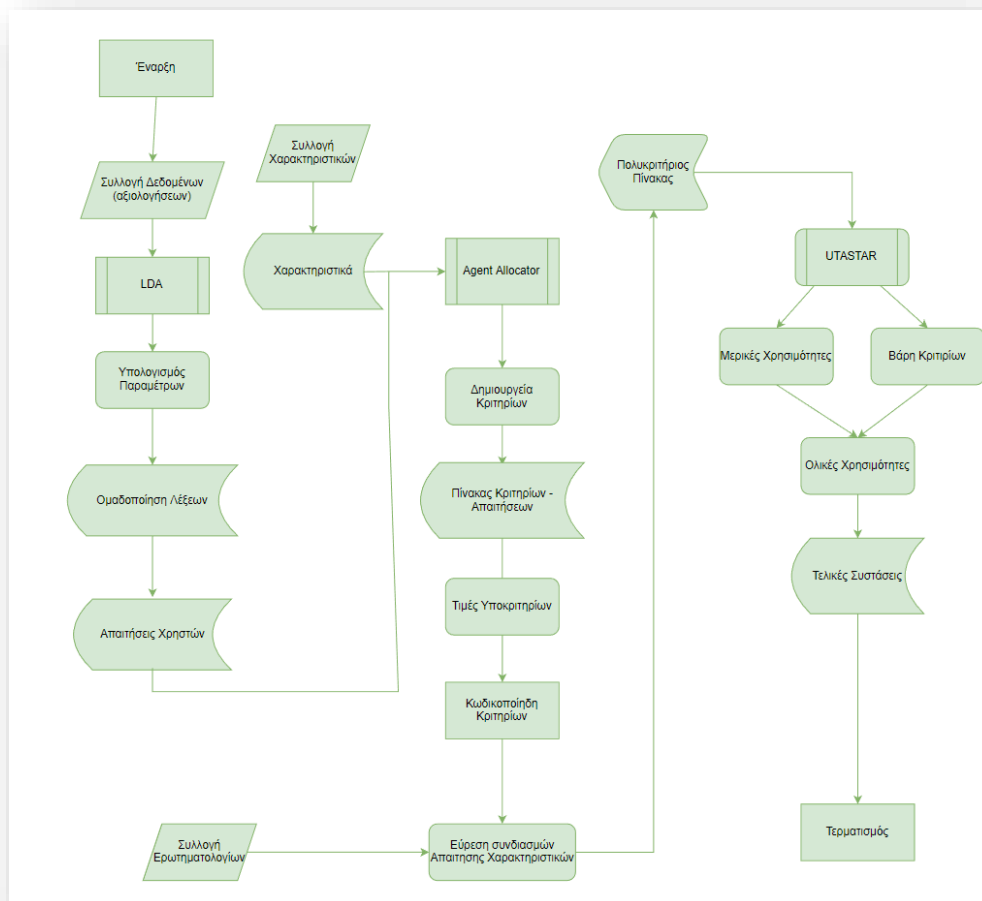 Έναρξη
Συλλογή Δεδομένων
(αξιολογήσεων)
LDA
Υπολογισμός
Παραμέτρων
Ομαδοποίηση Λέξεων
Απαιτήσεις Χρηστών
Συλλογή
Χαρακτηριστικών
Χαρακτηριστικά
Agent Allocator
Δημιουργεία
Κριτηρίων
Πίνακας Κριτηρίων -
Απαιτήσεων
Τιμές Υποκριτηρίων
Κωδικοποίηδη
Κριτηρίων
Συλλογή
Ερωτηματολογίων
Εύρεση συνδιασμών
Απαιτησης Χαρακτηριστικών
Πολυκριτήριος
Πίνακας
UTASTAR
Μερικές Χρησιμότητες
Βάρη Κριτιρίων
Ολικές Χρησιμότητες
Τελικές Συστάσεις
Τερματισμός